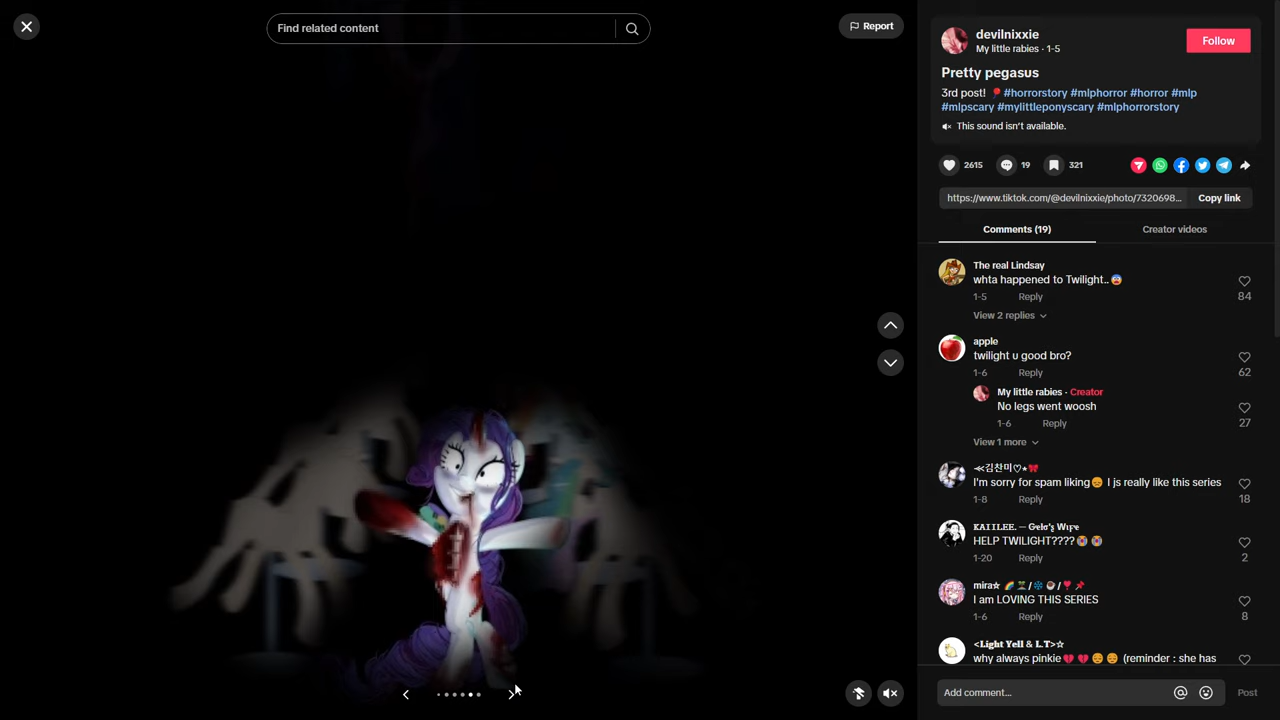 Find related content
Report
devilnixxie
My little rabies · 1-5
Follow
Pretty pegasus
3rd post! 🎈#horrorstory #mlphorror #horror #mlp
#mlpscary #mylittleponyscary #mlphorrorstory
This sound isn't available.
2615
19
321
https://www.tiktok.com/@devilnixxie/photo/7320698...
Copy link
Comments (19)
Creator videos
The real Lindsay
whta happened to Twilight..😨
1-5 Reply
84
View 2 replies
apple
twilight u good bro?
1-6 Reply
62
My little rabies · Creator
No legs went woosh
1-6 Reply
27
View 1 more
≪김찬미♡⋆🎀
I'm sorry for spam liking😞 I js really like this series
1-8 Reply
18
KAIILEE. — Gelo's Wife
HELP TWILIGHT????😭😭
1-20 Reply
2
mira☆
I am LOVING THIS SERIES
1-6 Reply
8
<Light Yell & L.T>☆
why always pinkie💔💔😔😔 (reminder : she has
Add comment...
Post